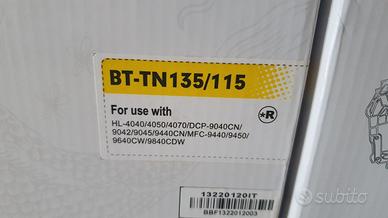 BT-TN135/115
For use with
*R
HL-4040/4050/4070/DCP-9040CN/
9042/9045/9440CN/MFC-9440/9450/
9640CW/9840CDW
13220120IT
BBF1322012003
subito